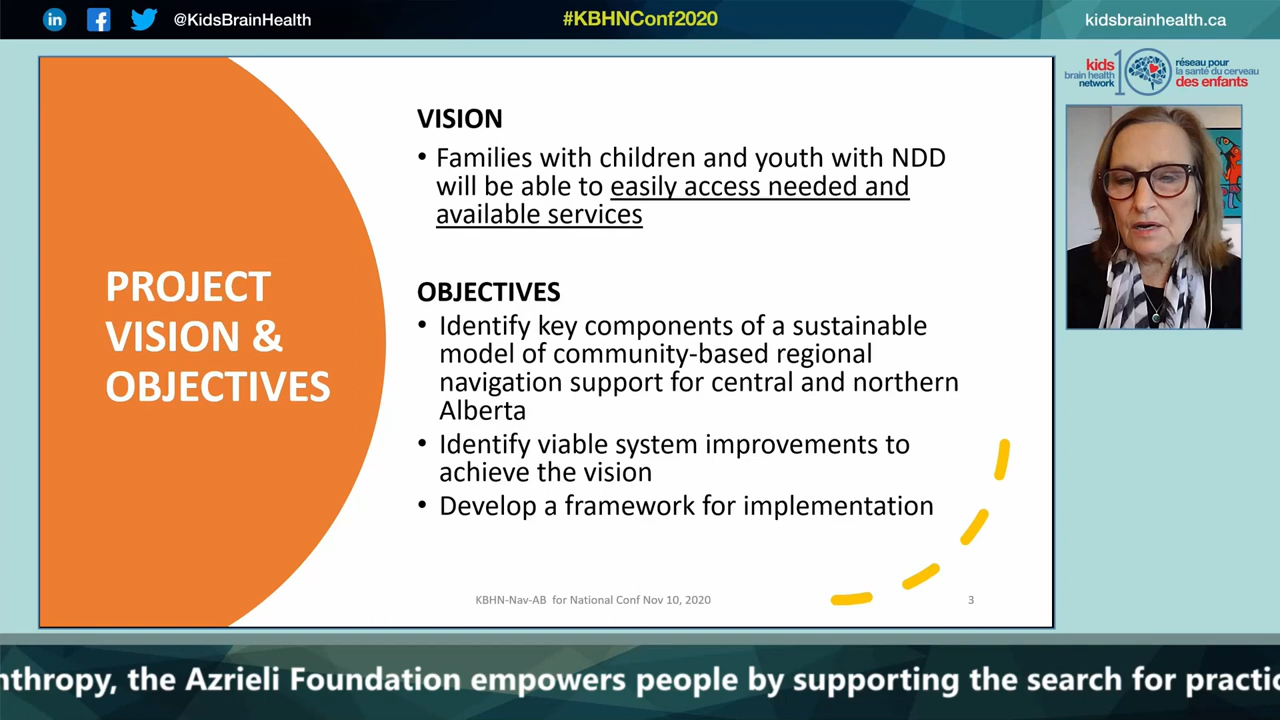 @KidsBrainHealth
#KBHNConf2020
kidsbrainhealth.ca
kids
brain health
network
10
réseau pour
la santé du cerveau
des enfants
PROJECT
VISION &
OBJECTIVES
VISION
• Families with children and youth with NDD
will be able to easily access needed and
available services
OBJECTIVES
• Identify key components of a sustainable
model of community-based regional
navigation support for central and northern
Alberta
• Identify viable system improvements to
achieve the vision
• Develop a framework for implementation
KBHN-Nav-AB for National Conf Nov 10, 2020
3
nthropy, the Azrieli Foundation empowers people by supporting the search for practic